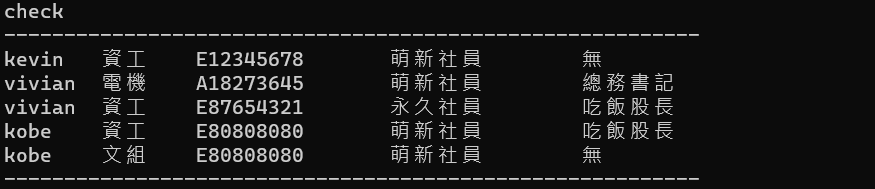 check
----------------------------------------------------------
kevin 資工 E12345678 萌新社員 無
vivian 電機 A18273645 萌新社員 總務書記
vivian 資工 E87654321 永久社員 吃飯股長
kobe 資工 E80808080 萌新社員 吃飯股長
kobe 文組 E80808080 萌新社員 無
----------------------------------------------------------